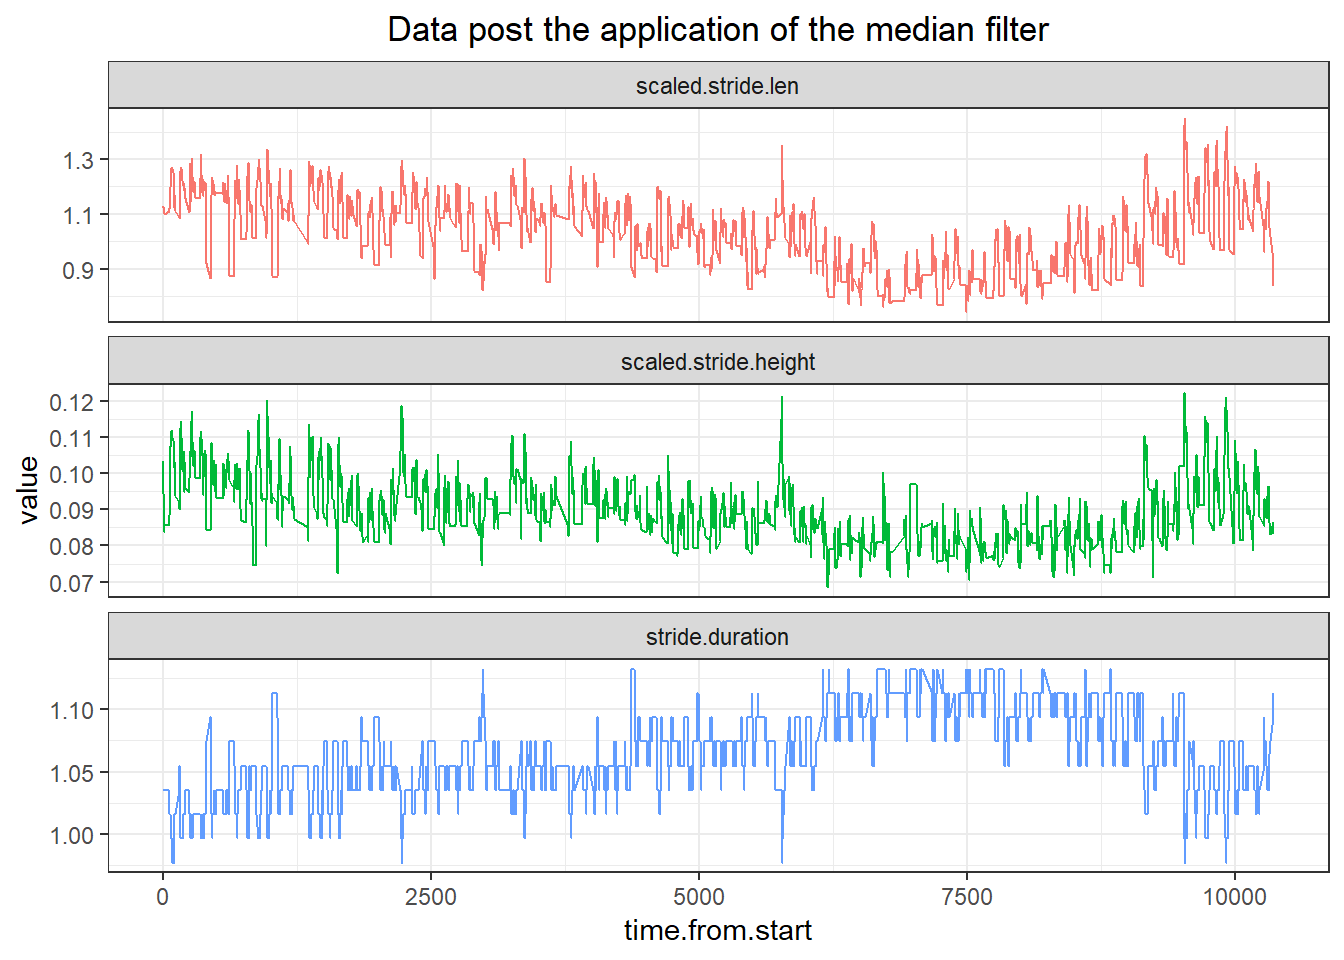 Data post the application of the median filter
scaled.stride.len
1.3
1.1
0.9
scaled.stride.height
0.12
0.11
0.10
0.09
0.08
0.07
value
stride.duration
1.10
1.05
1.00
0 2500 5000 7500 10000
time.from.start